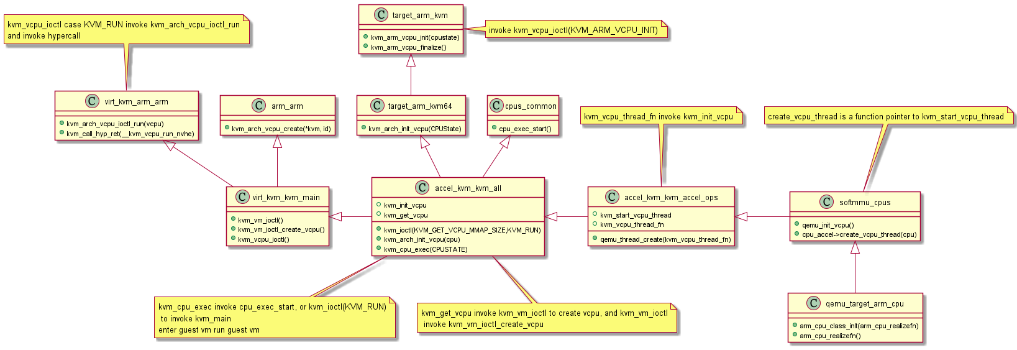 kvm_vcpu_ioctl case KVM_RUN invoke kvm_arch_vcpu_ioctl_run
and invoke hypercall
C target_arm_kvm
kvm_arm_vcpu_init(cpustate)
kvm_arm_vcpu_finalize()
invoke kvm_vcpu_ioctl(KVM_ARM_VCPU_INIT)
C virt_kvm_arm_arm
kvm_arch_vcpu_ioctl_run(vcpu)
kvm_call_hyp_ret(__kvm_vcpu_run_nvhe)
C arm_arm
kvm_arch_vcpu_create(*kvm, id)
C target_arm_kvm64
kvm_arch_init_vcpu(CPUState)
C cpus_common
cpu_exec_start()
kvm_vcpu_thread_fn invoke kvm_init_vcpu
create_vcpu_thread is a function pointer to kvm_start_vcpu_thread
C virt_kvm_kvm_main
kvm_vm_ioctl()
kvm_vm_ioctl_create_vcpu()
kvm_vcpu_ioctl()
C accel_kvm_kvm_all
kvm_init_vcpu
kvm_get_vcpu
kvm_ioctl(KVM_GET_VCPU_MMAP_SIZE,KVM_RUN)
kvm_arch_init_vcpu(cpu)
kvm_cpu_exec(CPUSTATE)
C accel_kvm_kvm_accel_ops
kvm_start_vcpu_thread
kvm_vcpu_thread_fn
qemu_thread_create(kvm_vcpu_thread_fn)
C softmmu_cpus
qemu_init_vcpu()
cpu_accel->create_vcpu_thread(cpu)
kvm_cpu_exec invoke cpu_exec_start, or kvm_ioctl(KVM_RUN)
to invoke kvm_main
enter guest vm run guest vm
kvm_get_vcpu invoke kvm_vm_ioctl to create vcpu, and kvm_vm_ioctl
invoke kvm_vm_ioctl_create_vcpu
C qemu_target_arm_cpu
arm_cpu_class_init(arm_cpu_realizefn)
arm_cpu_realizefn()